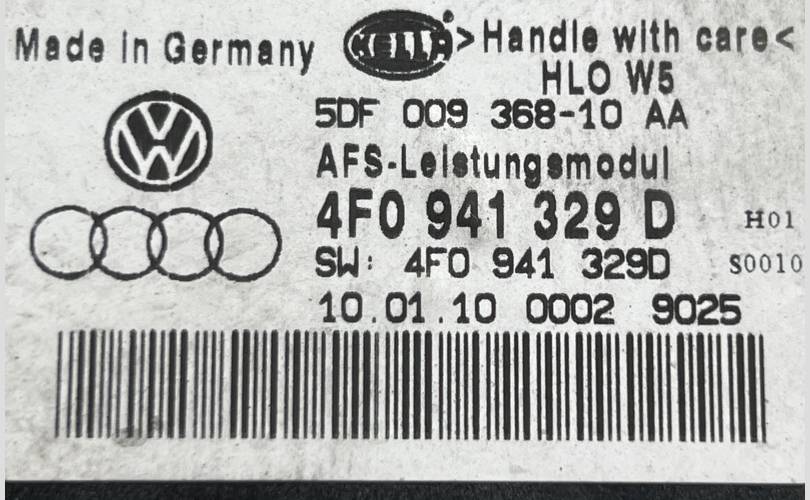 Made in Germany HELLA >Handle with care<
HLO W5
5DF 009 368-10 AA
AFS-Leistungsmodul
4F0 941 329 D H01
SW: 4F0 941 329D S0010
10.01.10 0002 9025